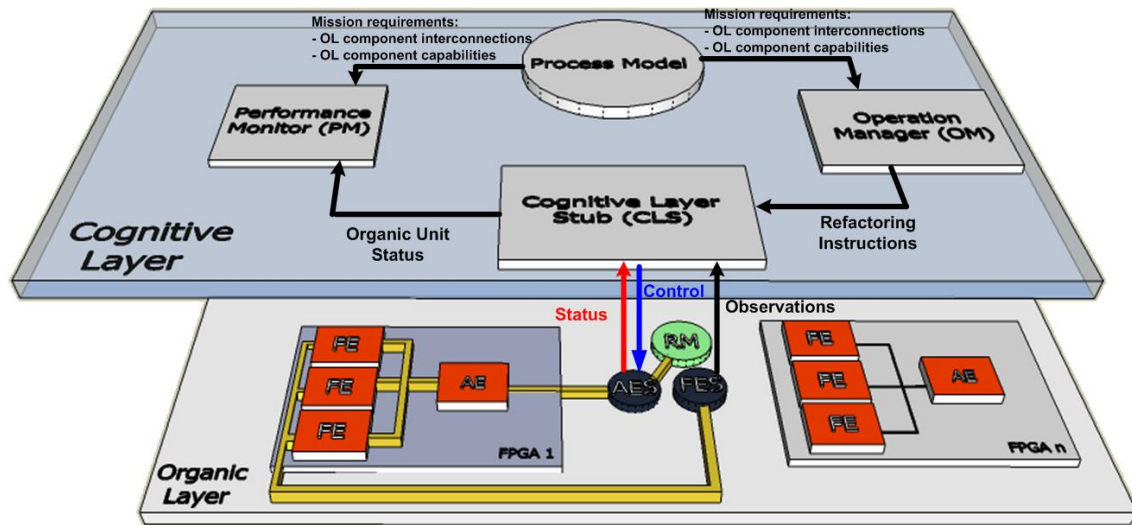 Mission requirements:
- OL component interconnections
- OL component capabilities
Mission requirements:
- OL component interconnections
- OL component capabilities
Process Model
Performance
Monitor (PM)
Operation
Manager (OM)
Cognitive Layer
Stub (CLS)
Organic Unit
Status
Refactoring
Instructions
Cognitive
Layer
Status
Control
Observations
FE
FE
FE
AE
AES
RM
FES
FPGA 1
FE
FE
FE
AE
FPGA n
Organic
Layer